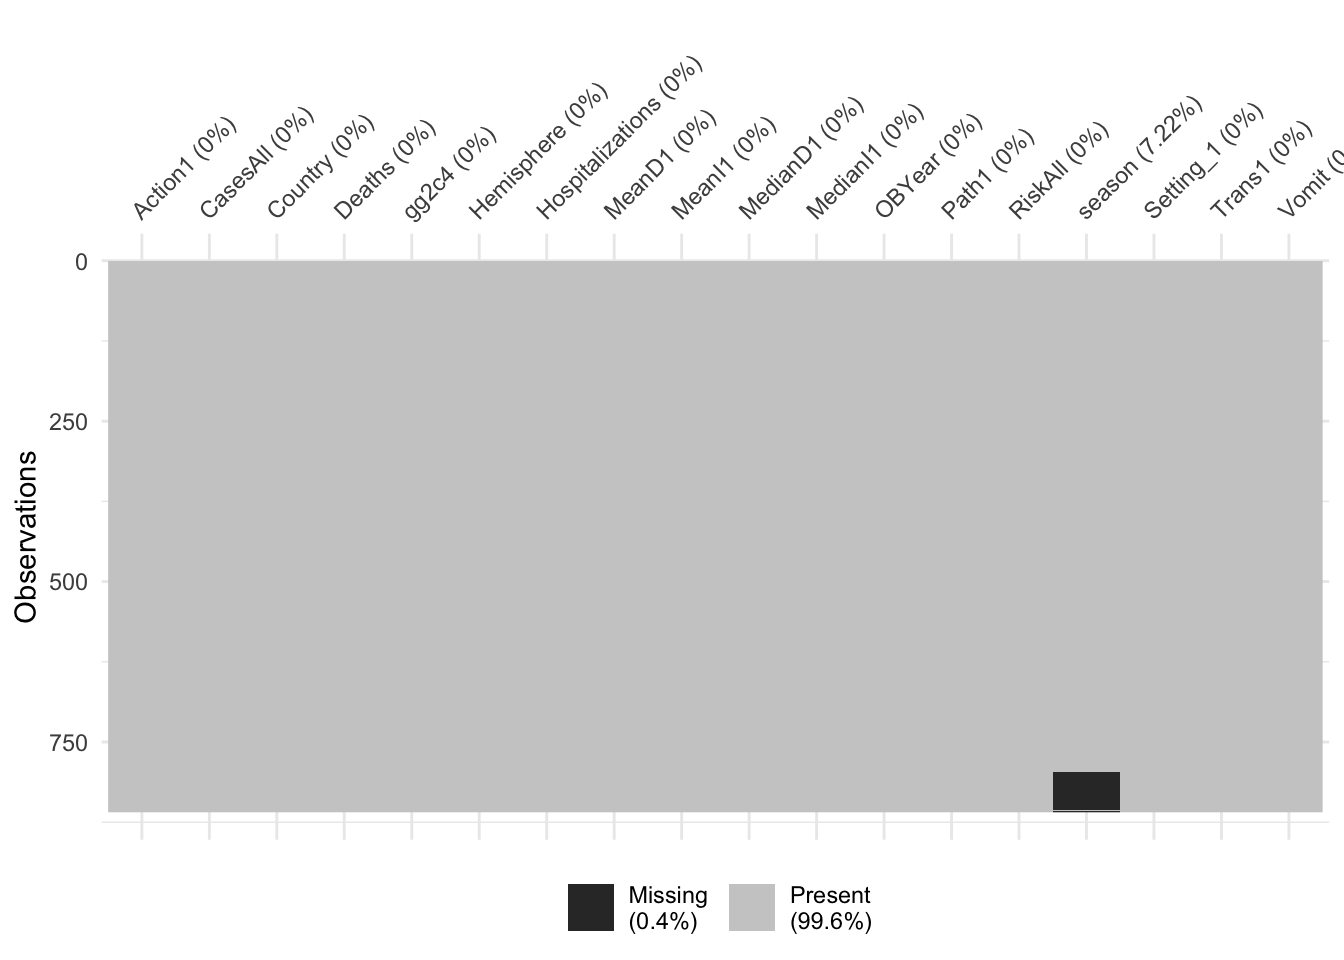 Action1 (0%)
CasesAll (0%)
Country (0%)
Deaths (0%)
gg2c4 (0%)
Hemisphere (0%)
Hospitalizations (0%)
MeanD1 (0%)
MeanI1 (0%)
MedianD1 (0%)
MedianI1 (0%)
OBYear (0%)
Path1 (0%)
RiskAll (0%)
season (7.22%)
Setting_1 (0%)
Trans1 (0%)
Vomit (0
0
250
500
750
Observations
Missing
(0.4%)
Present
(99.6%)